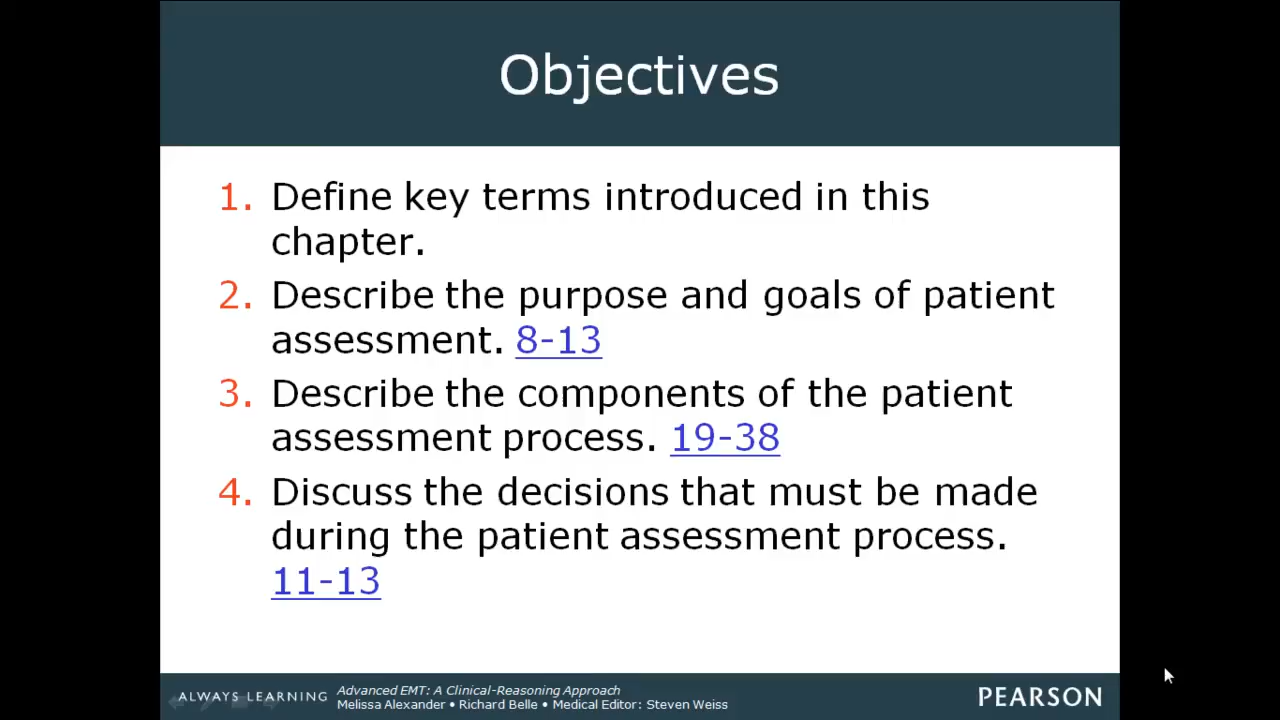 Objectives
1. Define key terms introduced in this
chapter.
2. Describe the purpose and goals of patient
assessment. 8-13
3. Describe the components of the patient
assessment process. 19-38
4. Discuss the decisions that must be made
during the patient assessment process.
11-13
ALWAYS LEARNING
Advanced EMT: A Clinical-Reasoning Approach
Melissa Alexander • Richard Belle • Medical Editor: Steven Weiss
PEARSON